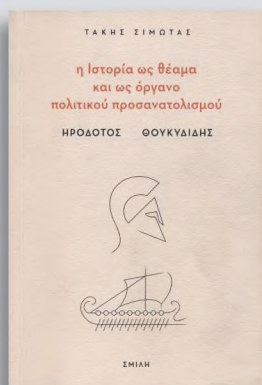 ΤΑΚΗΣ ΣΙΜΩΤΑΣ
η Ιστορία ως θέαμα
και ως όργανο
πολιτικού προσανατολισμού
ΗΡΟΔΟΤΟΣ ΘΟΥΚΥΔΙΔΗΣ
ΣΜΙΛΗ